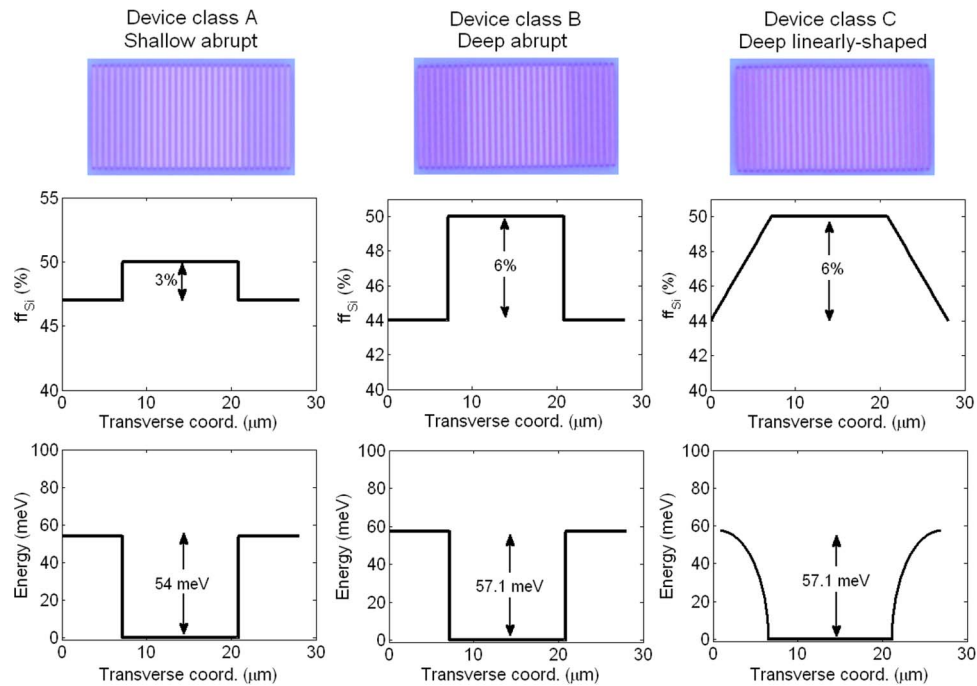 Device class A
Shallow abrupt
Device class B
Deep abrupt
Device class C
Deep linearly-shaped
55
50
45
40
ff_Si (%)
3%
0 10 20 30
Transverse coord. (μm)
50
48
46
44
42
40
ff_Si (%)
6%
0 10 20 30
Transverse coord. (μm)
50
48
46
44
42
40
ff_Si (%)
6%
0 10 20 30
Transverse coord. (μm)
100
80
60
40
20
0
Energy (meV)
54 meV
0 10 20 30
Transverse coord. (μm)
100
80
60
40
20
0
Energy (meV)
57.1 meV
0 10 20 30
Transverse coord. (μm)
100
80
60
40
20
0
Energy (meV)
57.1 meV
0 10 20 30
Transverse coord. (μm)